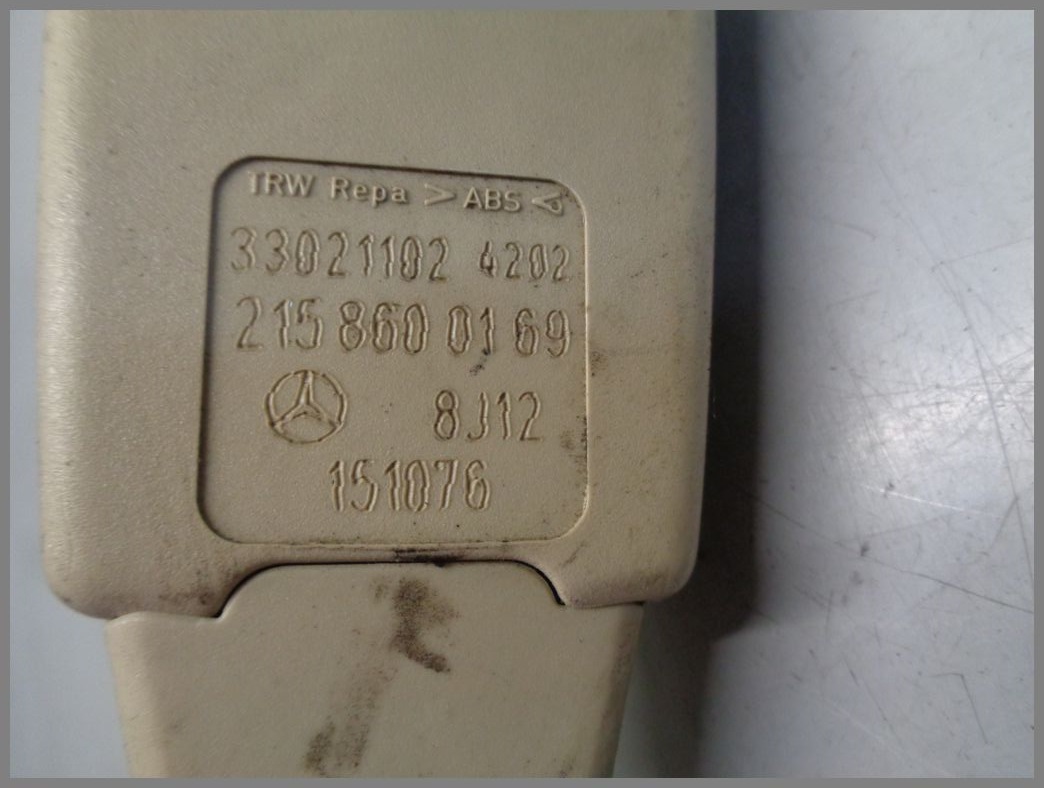 TRW Repa >ABS<
33021102 4202
215 860 01 69
8J12
151076